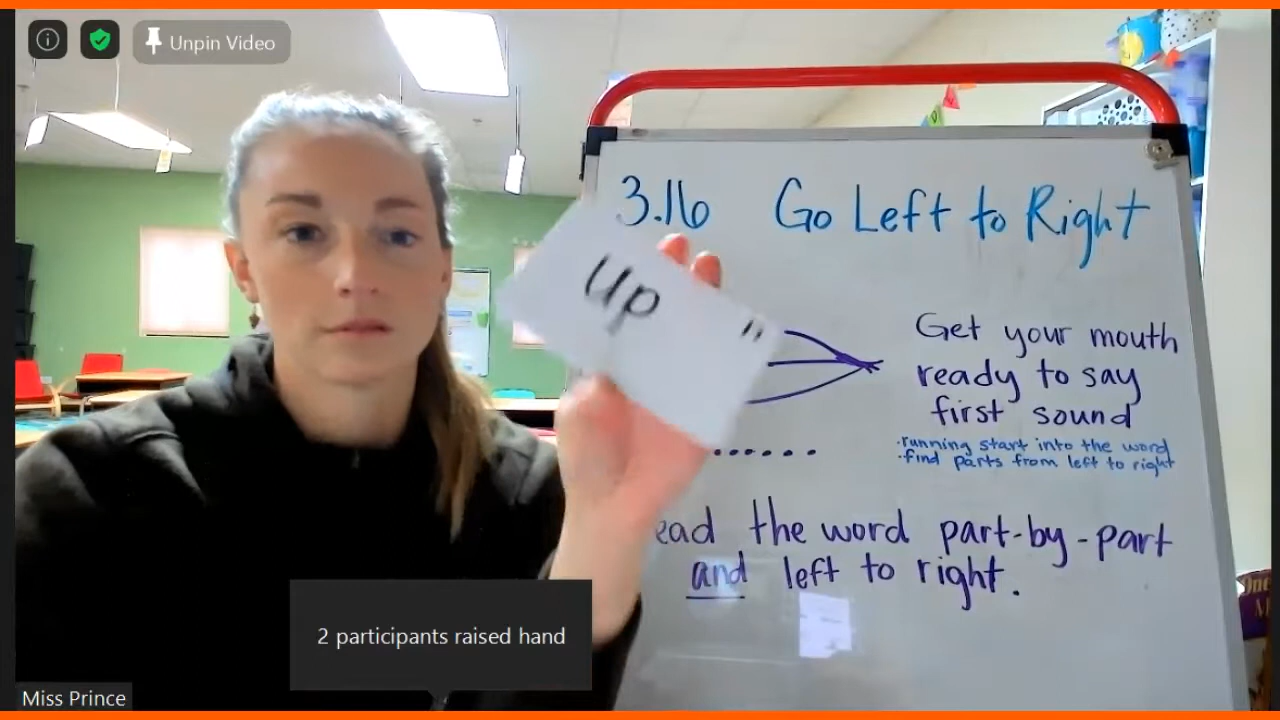 Unpin Video
3.16 Go Left to Right
up
"
Get your mouth
ready to say
first sound
·running start into the word
·find parts from left to right
ead the word part-by-part
and left to right.
2 participants raised hand
Miss Prince